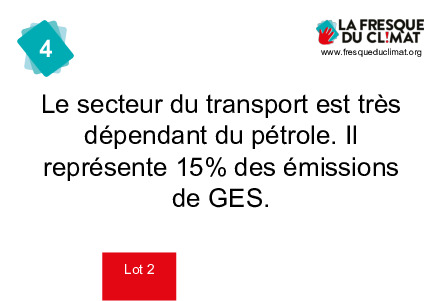 4
LA FRESQUE
DU CL!MAT
www.fresqueduclimat.org
Le secteur du transport est très
dépendant du pétrole. Il
représente 15% des émissions
de GES.
Lot 2